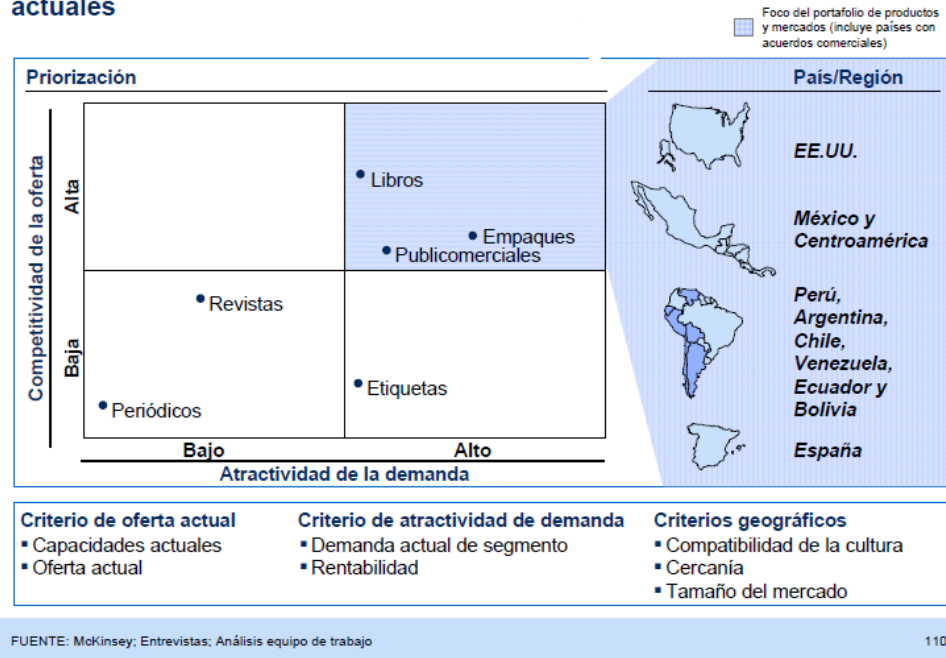 actuales
Foco del portafolio de productos
y mercados (incluye países con
acuerdos comerciales)
Priorización
País/Región
Competitividad de la oferta
Alta
Baja
Libros
Empaques
Publicomerciales
Revistas
Etiquetas
Periódicos
Bajo
Alto
Atractividad de la demanda
EE.UU.
México y
Centroamérica
Perú,
Argentina,
Chile,
Venezuela,
Ecuador y
Bolivia
España
Criterio de oferta actual
▪ Capacidades actuales
▪ Oferta actual
Criterio de atractividad de demanda
▪ Demanda actual de segmento
▪ Rentabilidad
Criterios geográficos
▪ Compatibilidad de la cultura
▪ Cercanía
▪ Tamaño del mercado
FUENTE: McKinsey; Entrevistas; Análisis equipo de trabajo
110